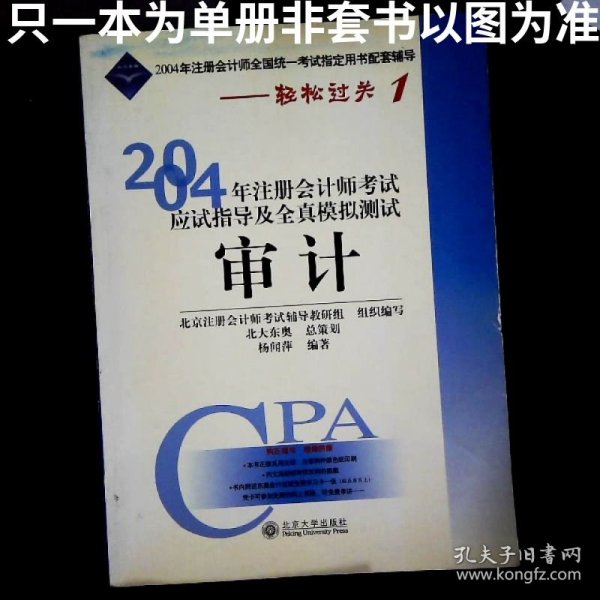 只一本为单册非套书以图为准
2004年注册会计师全国统一考试指定用书配套辅导
——轻松过关 1
2004年注册会计师考试
应试指导及全真模拟测试
审计
北京注册会计师考试辅导教研组 组织编写
北大东奥 总策划
杨闻萍 编著
CPA
北京大学出版社
Peking University Press
孔夫子旧书网
www.kongfz.com